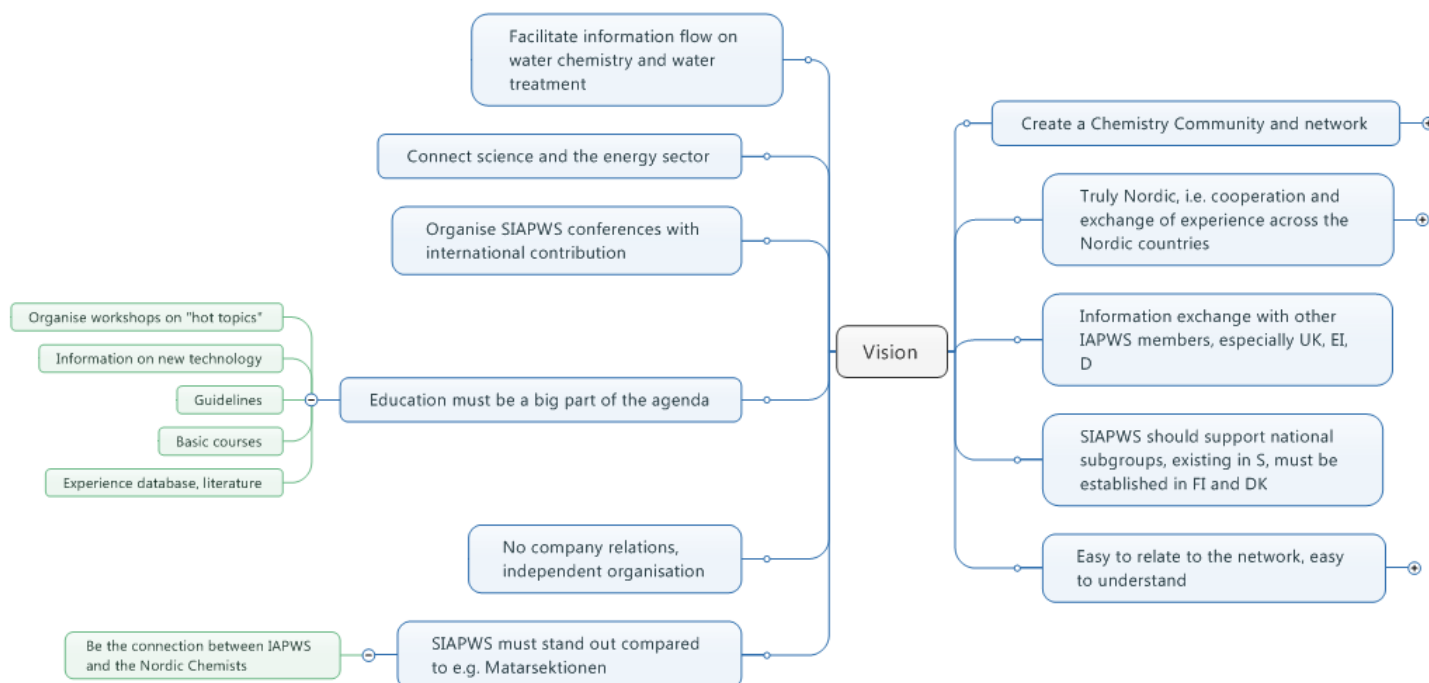 Facilitate information flow on
water chemistry and water
treatment
Connect science and the energy sector
Organise SIAPWS conferences with
international contribution
Organise workshops on "hot topics"
Information on new technology
Guidelines
Basic courses
Experience database, literature
Education must be a big part of the agenda
No company relations,
independent organisation
Be the connection between IAPWS
and the Nordic Chemists
SIAPWS must stand out compared
to e.g. Matarsektionen
Vision
Create a Chemistry Community and network
Truly Nordic, i.e. cooperation and
exchange of experience across the
Nordic countries
Information exchange with other
IAPWS members, especially UK, EI,
D
SIAPWS should support national
subgroups, existing in S, must be
established in FI and DK
Easy to relate to the network, easy
to understand